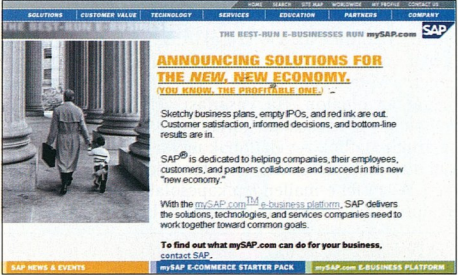 HOME SEARCH SITE MAP WORLDWIDE MY PROFILE CONTACT US
SOLUTIONS CUSTOMER VALUE TECHNOLOGY SERVICES EDUCATION PARTNERS COMPANY
THE BEST-RUN E-BUSINESSES
THE BEST-RUN E-BUSINESSES RUN mySAP.com
SAP
ANNOUNCING SOLUTIONS FOR
THE NEW, NEW ECONOMY.
(YOU KNOW. THE PROFITABLE ONE.)
Sketchy business plans, empty IPOs, and red ink are out.
Customer satisfaction, informed decisions, and bottom-line
results are in.
SAP® is dedicated to helping companies, their employees,
customers, and partners collaborate and succeed in this new
"new economy."
With the mySAP.com™ e-business platform, SAP delivers
the solutions, technologies, and services companies need to
work together toward common goals.
To find out what mySAP.com can do for your business,
contact SAP.
SAP NEWS & EVENTS mySAP E-COMMERCE STARTER PACK mySAP.com E-BUSINESS PLATFORM